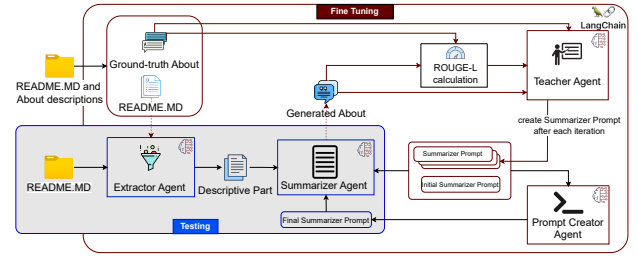 Fine Tuning
LangChain
Ground-truth About
README.MD
README.MD and
About descriptions
ROUGE-L
calculation
Teacher Agent
Generated About
create Summarizer Prompt
after each iteration
README.MD
Extractor Agent
Descriptive Part
Summarizer Agent
Summarizer Prompt
Initial Summarizer Prompt
Final Summarizer Prompt
Prompt Creator
Agent
Testing